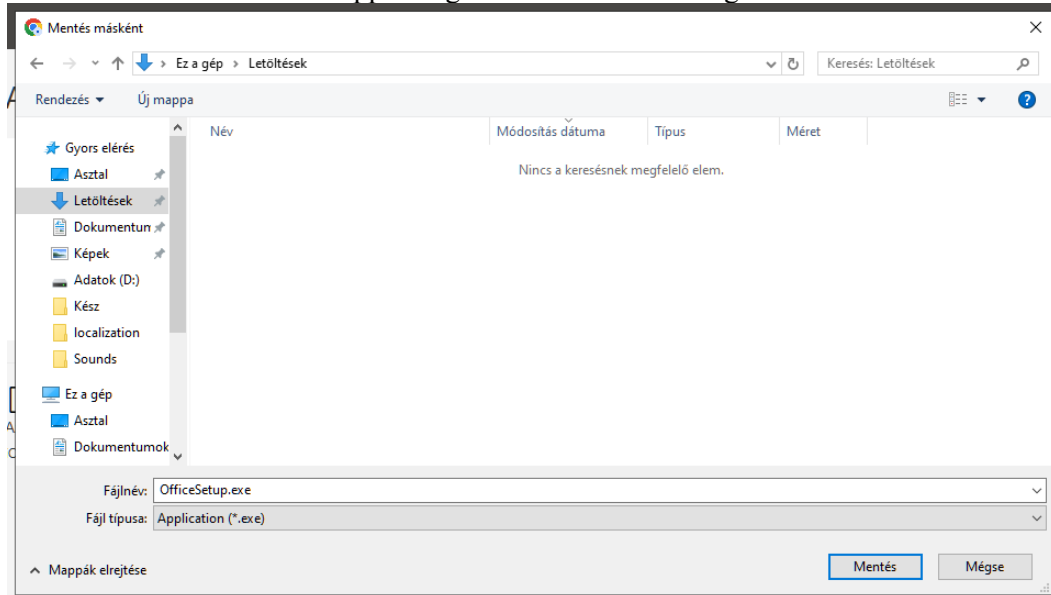 Mentés másként
Ez a gép › Letöltések
Keresés: Letöltések
Rendezés
Új mappa
Név
Módosítás dátuma
Típus
Méret
Nincs a keresésnek megfelelő elem.
Gyors elérés
Asztal
Letöltések
Dokumentum
Képek
Adatok (D:)
Kész
localization
Sounds
Ez a gép
Asztal
Dokumentumok
Fájlnév: OfficeSetup.exe
Fájl típusa: Application (*.exe)
Mappák elrejtése
Mentés
Mégse